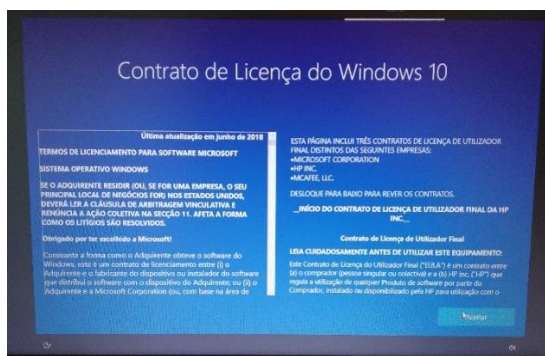 Contrato de Licença do Windows 10
Última atualização em junho de 2018
TERMOS DE LICENCIAMENTO PARA SOFTWARE MICROSOFT
SISTEMA OPERATIVO WINDOWS
SE O ADQUIRENTE RESIDIR (OU, SE FOR UMA EMPRESA, O SEU
PRINCIPAL LOCAL DE NEGÓCIOS FOR) NOS ESTADOS UNIDOS,
DEVERÁ LER A CLÁUSULA DE ARBITRAGEM VINCULATIVA E
RENÚNCIA A AÇÃO COLETIVA NA SECÇÃO 11. AFETA A FORMA
COMO OS LITÍGIOS SÃO RESOLVIDOS.
Obrigado por ter escolhido a Microsoft!
Consoante a forma como o Adquirente obteve o software do
Windows, este é um contrato de licenciamento entre (i) o
Adquirente e o fabricante do dispositivo ou instalador do software
que distribui o software com o dispositivo do Adquirente; ou (ii) o
Adquirente e a Microsoft Corporation (ou, com base na área de
ESTA PÁGINA INCLUI TRÊS CONTRATOS DE LICENÇA DE UTILIZADOR
FINAL DISTINTOS DAS SEGUINTES EMPRESAS:
•MICROSOFT CORPORATION
•HP INC.
•MCAFEE, LLC.
DESLOQUE PARA BAIXO PARA REVER OS CONTRATOS.
__INÍCIO DO CONTRATO DE LICENÇA DE UTILIZADOR FINAL DA HP
INC.__
Contrato de Licença de Utilizador Final
LEIA CUIDADOSAMENTE ANTES DE UTILIZAR ESTE EQUIPAMENTO:
Este Contrato de Licença do Utilizador Final ("EULA") é um contrato entre
(a) o comprador (pessoa singular ou colectiva) e a (b) HP Inc. ("HP") que
regula a utilização de qualquer Produto de software por parte do
Comprador, instalado ou disponibilizado pela HP para utilização com o
Aceitar